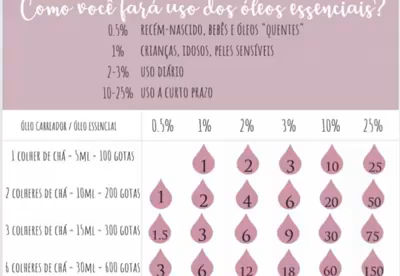 Como você fará uso dos óleos essenciais?
0.5% RECÉM-NASCIDO, BEBÊS E ÓLEOS "QUENTES"
1% CRIANÇAS, IDOSOS, PELES SENSÍVEIS
2-3% USO DIÁRIO
10-25% USO A CURTO PRAZO
ÓLEO CARREADOR / ÓLEO ESSENCIAL 0.5% 1% 2% 3% 10% 25%
1 COLHER DE CHÁ - 5ML - 100 GOTAS 1 2 3 10 25
2 COLHERES DE CHÁ - 10ML - 200 GOTAS 1 2 4 6 20 50
3 COLHERES DE CHÁ - 15ML - 300 GOTAS 1.5 3 6 9 30 75
6 COLHERES DE CHÁ - 30ML - 600 GOTAS 3 6 12 18 60 150